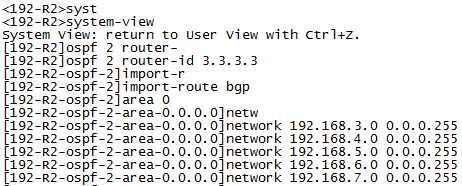 <192-R2>syst
<192-R2>system-view
System View: return to User View with Ctrl+Z.
[192-R2]ospf 2 router-
[192-R2]ospf 2 router-id 3.3.3.3
[192-R2-ospf-2]import-r
[192-R2-ospf-2]import-route bgp
[192-R2-ospf-2]area 0
[192-R2-ospf-2-area-0.0.0.0]netw
[192-R2-ospf-2-area-0.0.0.0]network 192.168.3.0 0.0.0.255
[192-R2-ospf-2-area-0.0.0.0]network 192.168.4.0 0.0.0.255
[192-R2-ospf-2-area-0.0.0.0]network 192.168.5.0 0.0.0.255
[192-R2-ospf-2-area-0.0.0.0]network 192.168.6.0 0.0.0.255
[192-R2-ospf-2-area-0.0.0.0]network 192.168.7.0 0.0.0.255